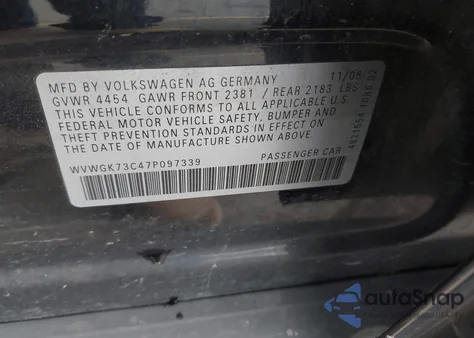 MFD BY VOLKSWAGEN AG GERMANY 11/06
GVWR 4454 GAWR FRONT 2381 / REAR 2183 LBS
THIS VEHICLE CONFORMS TO ALL APPLICABLE U.S.
FEDERAL MOTOR VEHICLE SAFETY, BUMPER AND
THEFT PREVENTION STANDARDS IN EFFECT
ON THE DATE OF MANUFACTURE SHOWN ABOVE.
WVWGK73C47P097339 PASSENGER CAR
autoSnap